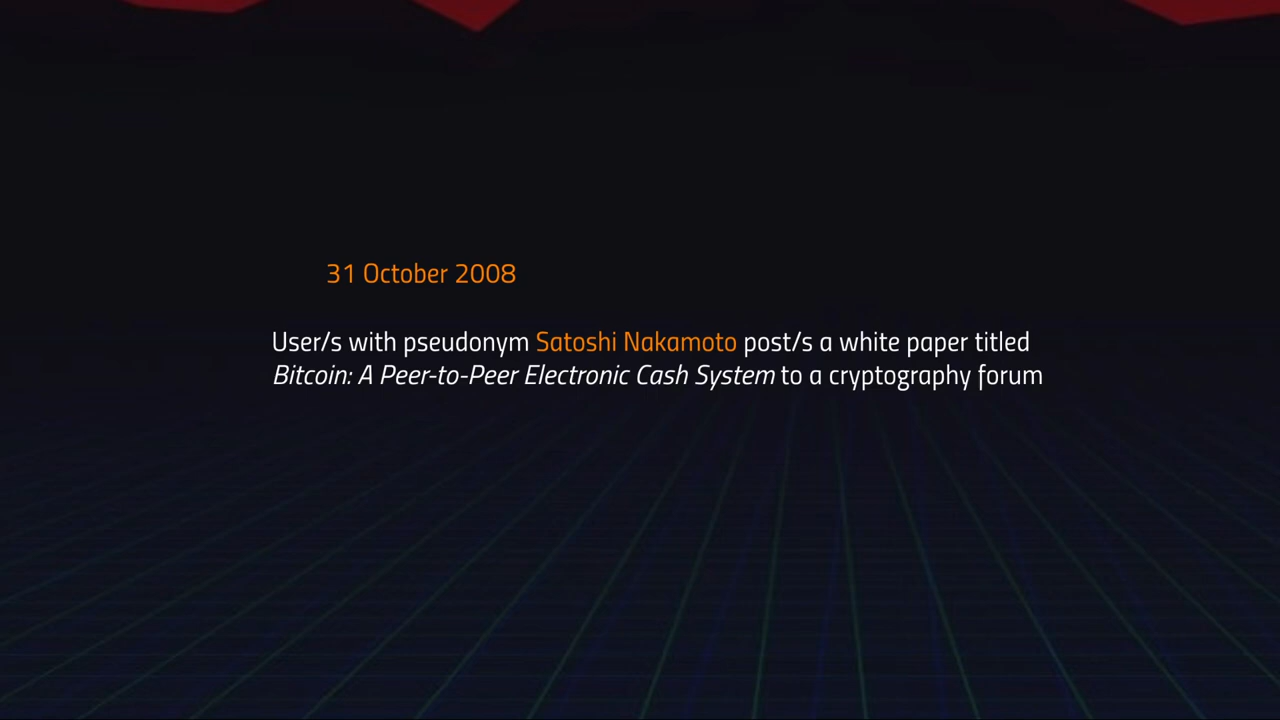 31 October 2008
User/s with pseudonym Satoshi Nakamoto post/s a white paper titled
Bitcoin: A Peer-to-Peer Electronic Cash System to a cryptography forum